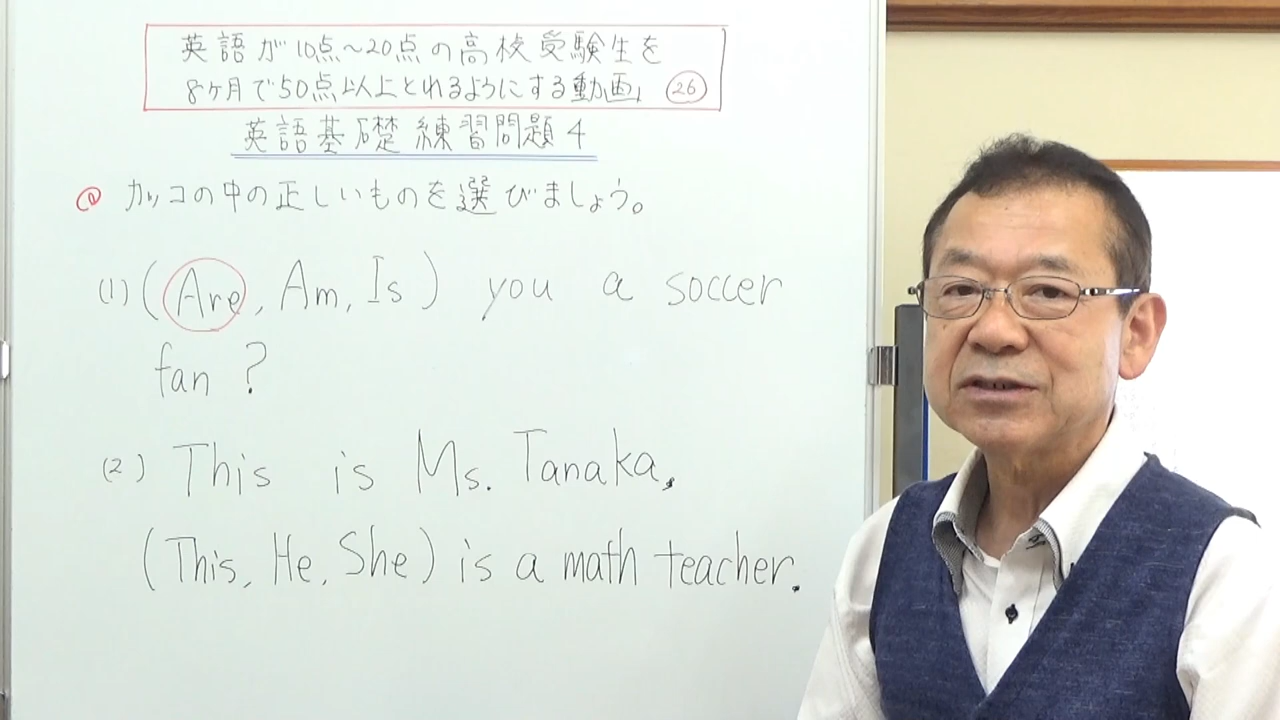 英語が10点～20点の高校受験生を
8ヶ月で50点以上とれるようにする動画」 26
英語基礎練習問題4
@ カッコの中の正しいものを選びましょう。
(1) (Are, Am, Is) you a soccer
fan ?
(2) This is Ms. Tanaka.
(This, He, She) is a math teacher.